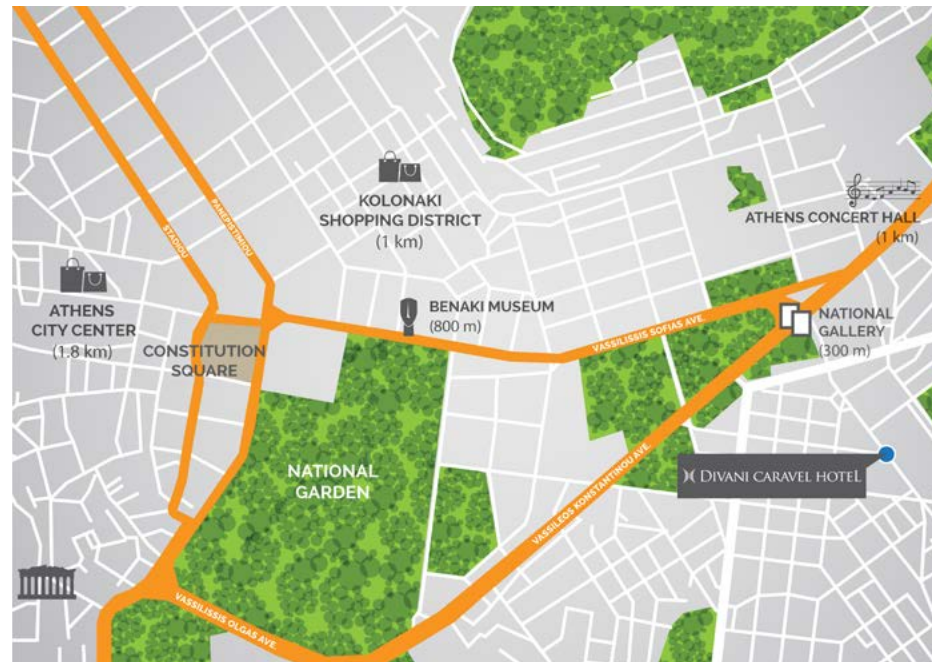 STADIOU
PANEPISTIMIOU
KOLONAKI
SHOPPING DISTRICT
(1 km)
ATHENS CONCERT HALL
(1 km)
ATHENS
CITY CENTER
(1.8 km)
CONSTITUTION
SQUARE
BENAKI MUSEUM
(800 m)
VASSILISSIS SOFIAS AVE.
NATIONAL
GALLERY
(300 m)
NATIONAL
GARDEN
DIVANI CARAVEL HOTEL
VASSILEOS KONSTANTINOU AVE.
VASSILISSIS OLGAS AVE.